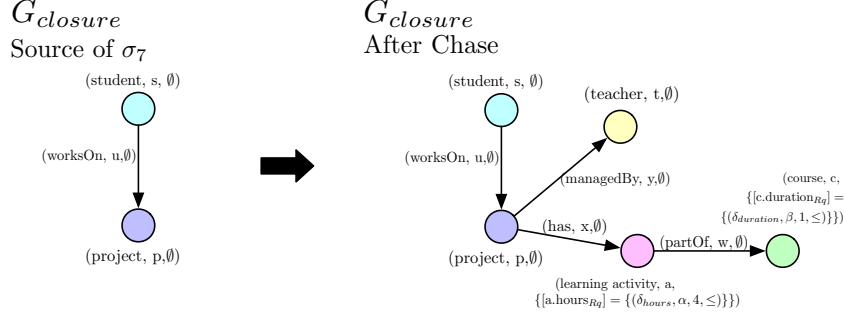 G_closure
Source of σ₇
(student, s, ∅)
(worksOn, u,∅)
(project, p,∅)
G_closure
After Chase
(student, s, ∅)
(teacher, t,∅)
(worksOn, u,∅)
(managedBy, y,∅)
(course, c,
{[c.duration_Rq] =
{(δ_duration, β, 1, ≤)}})
(has, x,∅)
(partOf, w,∅)
(project, p,∅)
(learning activity, a,
{[a.hours_Rq] = {(δ_hours, α, 4, ≤)}})